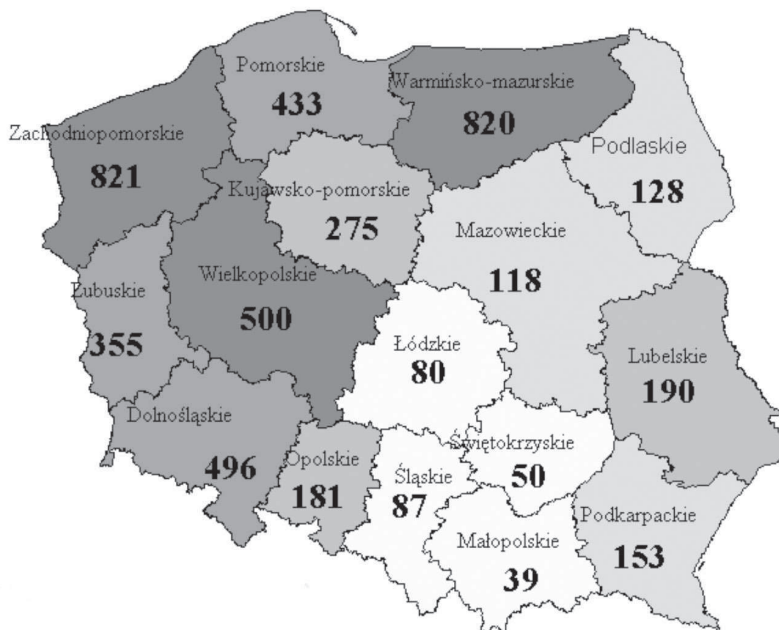 Pomorskie
433
Warmińsko-mazurskie
820
Zachodniopomorskie
821
Podlaskie
128
Kujawsko-pomorskie
275
Mazowieckie
118
Wielkopolskie
500
Łubuskie
355
Łódzkie
80
Lubelskie
190
Dolnośląskie
496
Opolskie
181
Śląskie
87
Świętokrzyskie
50
Małopolskie
39
Podkarpackie
153